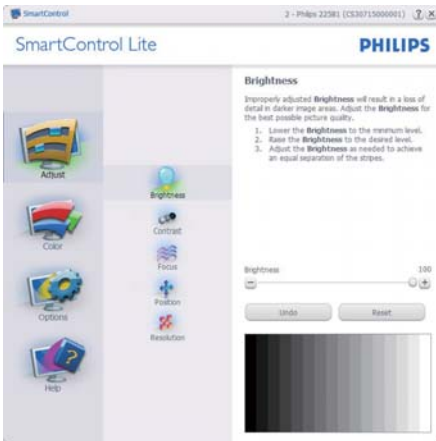 SmartControl
2 - Philips 225B1 (CS30715000001)
SmartControl Lite
PHILIPS
Adjust
Color
Options
Help
Brightness
Contrast
Focus
Position
Resolution
Brightness
Improperly adjusted Brightness will result in a loss of
detail in darker image areas. Adjust the Brightness for
the best possible picture quality.
1. Lower the Brightness to the minimum level.
2. Raise the Brightness to the desired level.
3. Adjust the Brightness as needed to achieve
an equal separation of the stripes.
Brightness 100
Undo Reset